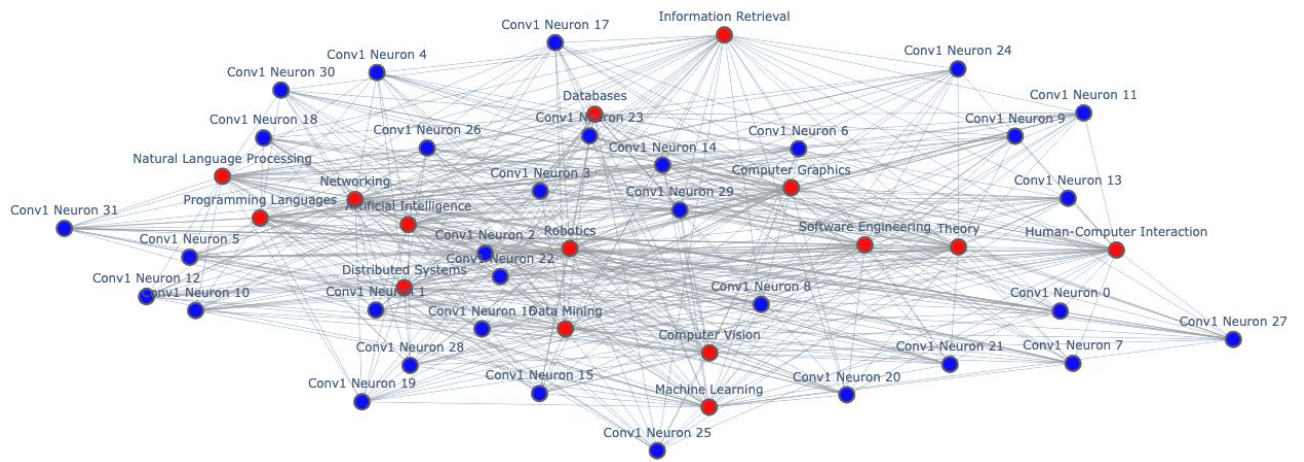 Information Retrieval
Conv1 Neuron 17
Conv1 Neuron 4
Conv1 Neuron 24
Conv1 Neuron 30
Databases
Conv1 Neuron 11
Conv1 Neuron 18
Conv1 Neuron 26
Conv1 Neuron 23
Conv1 Neuron 6
Conv1 Neuron 9
Conv1 Neuron 14
Natural Language Processing
Networking
Conv1 Neuron 3
Computer Graphics
Conv1 Neuron 13
Programming Languages
Artificial Intelligence
Conv1 Neuron 29
Conv1 Neuron 31
Conv1 Neuron 5
Conv1 Neuron 2
Robotics
Software Engineering
Theory
Human-Computer Interaction
Conv1 Neuron 22
Conv1 Neuron 12
Conv1 Neuron 10
Distributed Systems
Conv1 Neuron 1
Conv1 Neuron 8
Conv1 Neuron 0
Conv1 Neuron 16
Data Mining
Computer Vision
Conv1 Neuron 27
Conv1 Neuron 28
Conv1 Neuron 21
Conv1 Neuron 7
Conv1 Neuron 19
Conv1 Neuron 15
Machine Learning
Conv1 Neuron 20
Conv1 Neuron 25